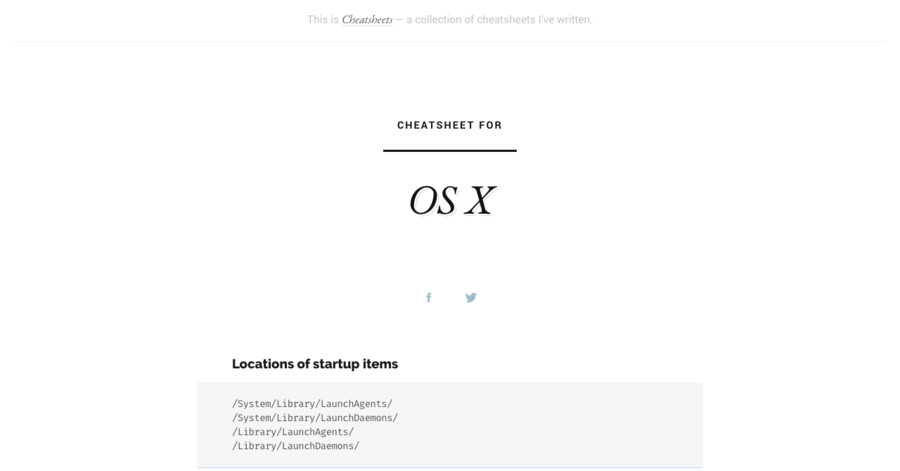 This is Cheatsheets — a collection of cheatsheets I've written.
CHEATSHEET FOR
OS X
Locations of startup items
/System/Library/LaunchAgents/
/System/Library/LaunchDaemons/
/Library/LaunchAgents/
/Library/LaunchDaemons/